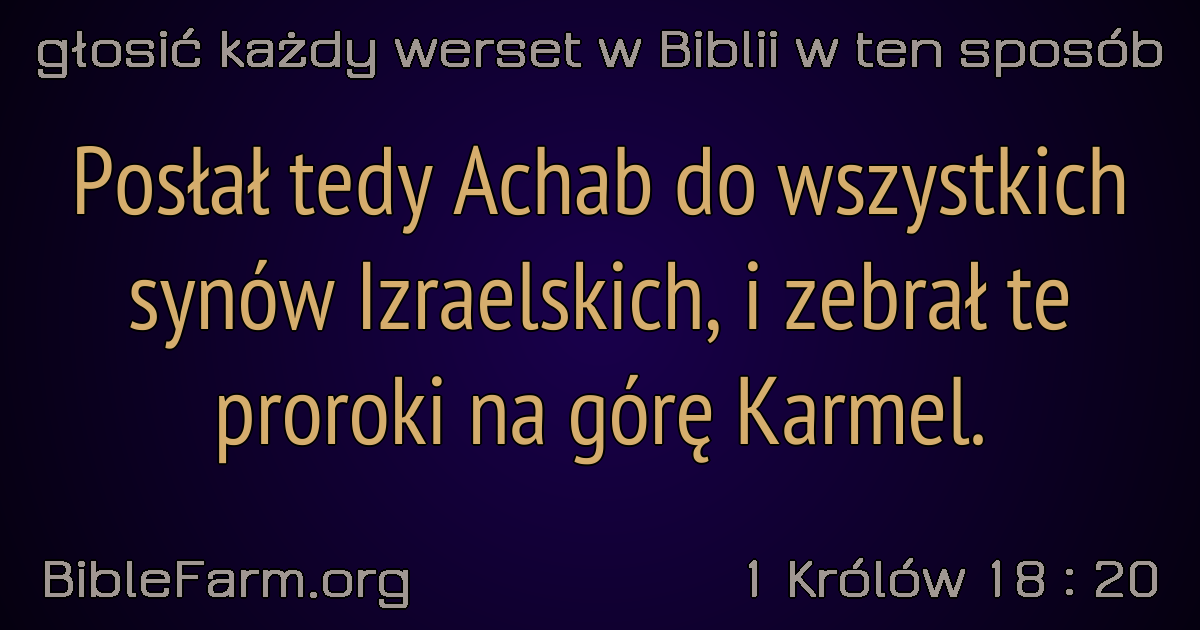 głosić każdy werset w Biblii w ten sposób
Posłał tedy Achab do wszystkich
synów Izraelskich, i zebrał te
proroki na górę Karmel.
BibleFarm.org
1 Królów 18 : 20